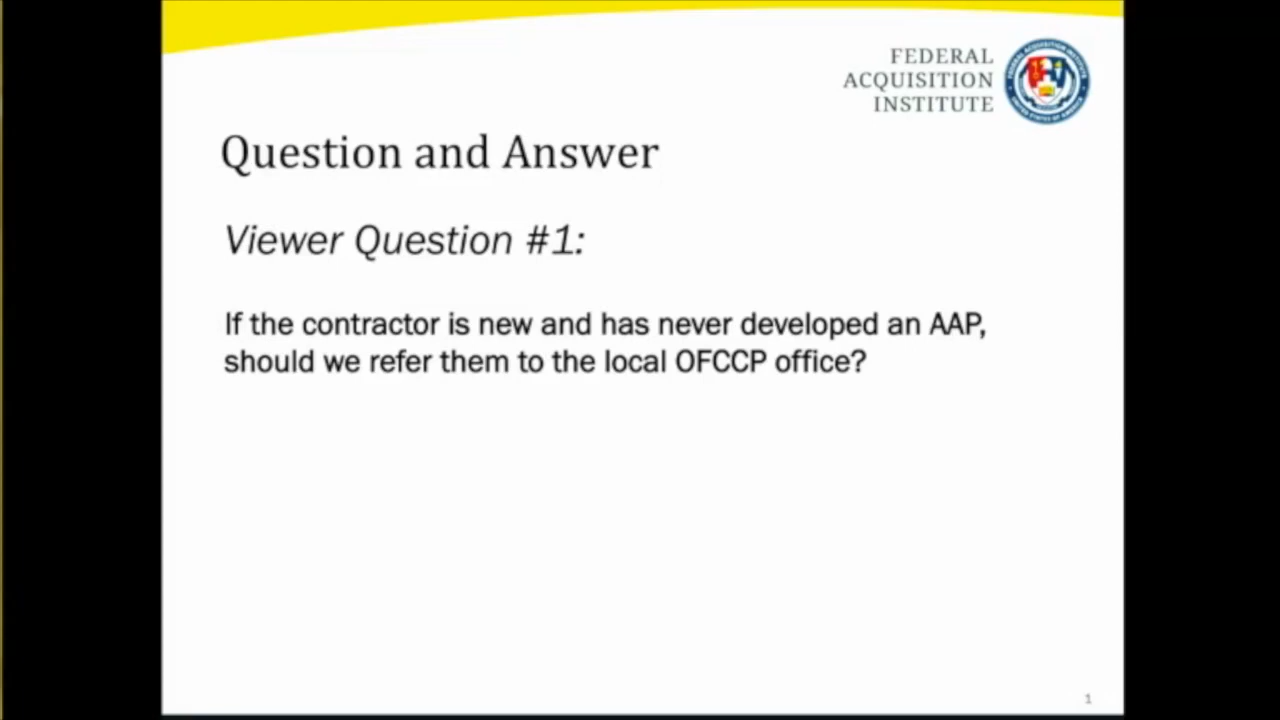 FEDERAL
ACQUISITION
INSTITUTE
Question and Answer
Viewer Question #1:
If the contractor is new and has never developed an AAP,
should we refer them to the local OFCCP office?
1